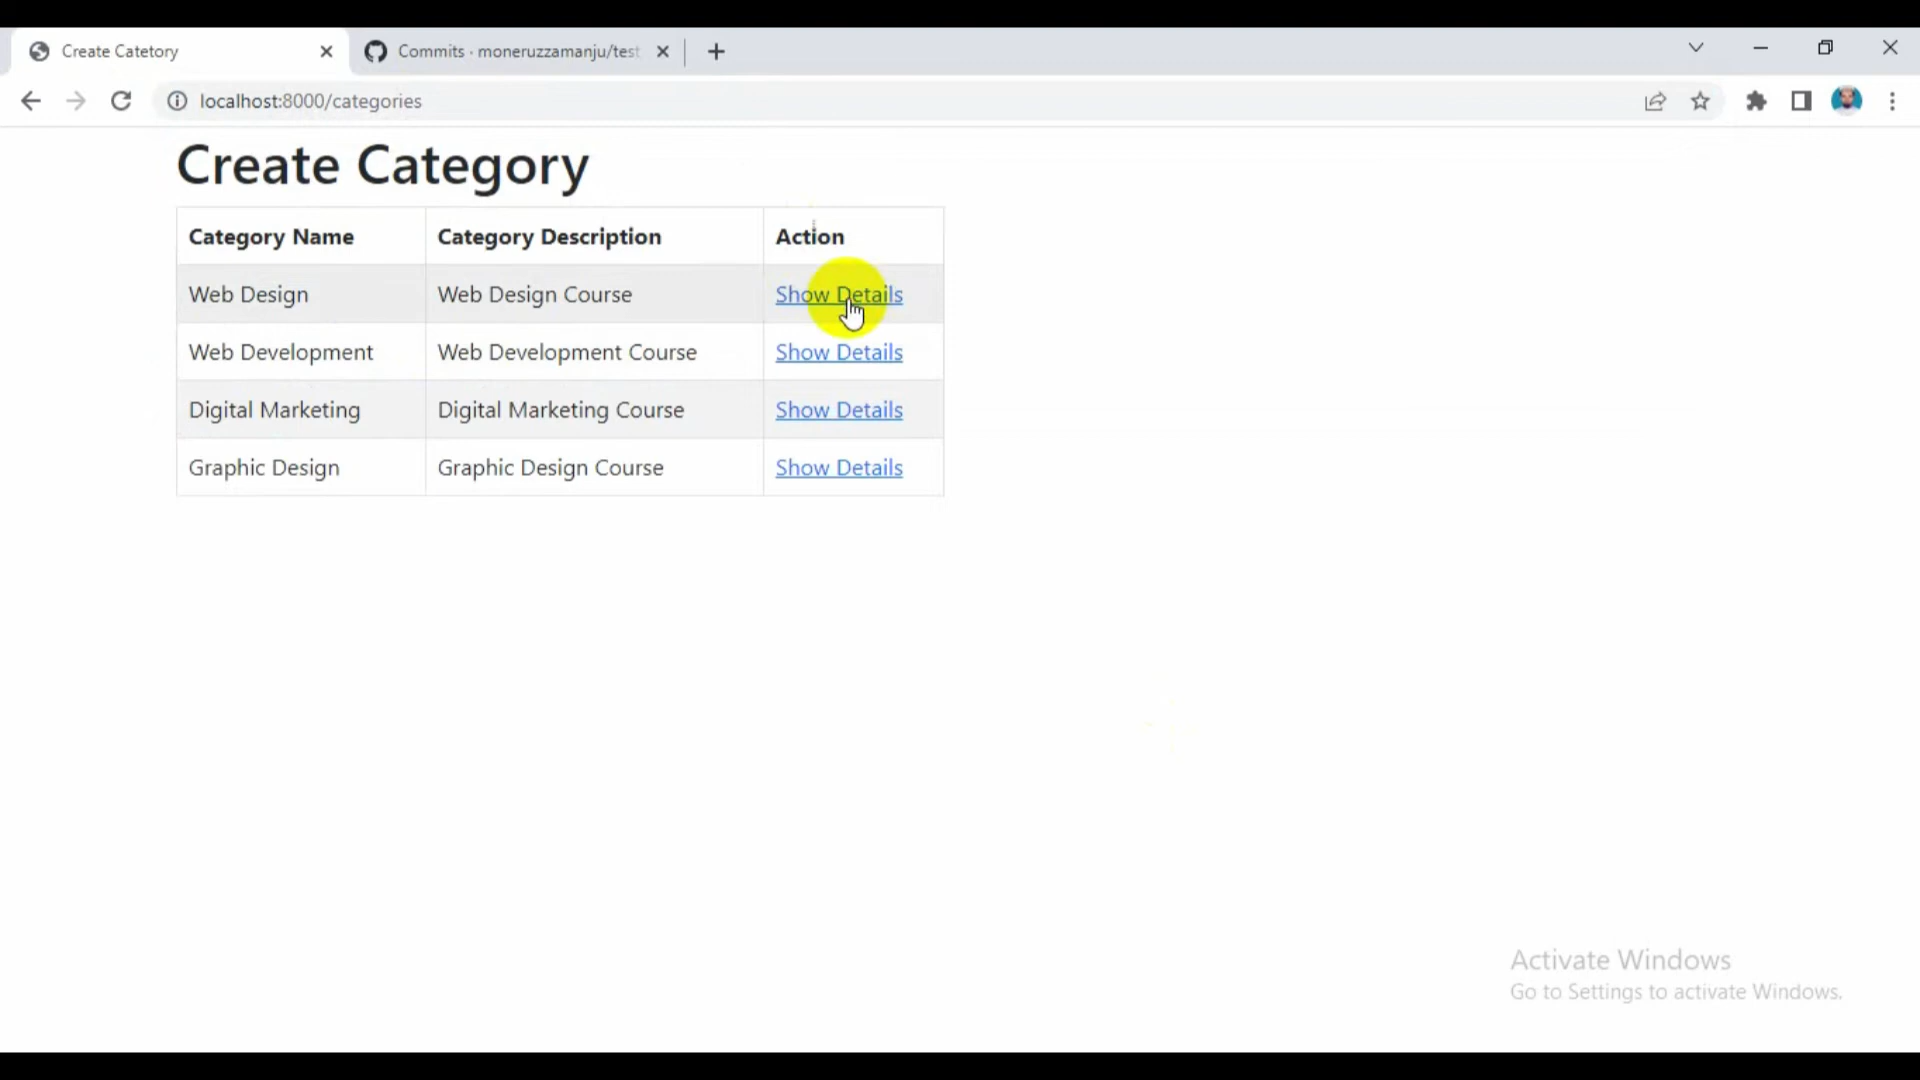 Create Catetory
Commits · moneruzzamanju/test
localhost:8000/categories
Create Category
Category Name Category Description Action
Web Design Web Design Course Show Details
Web Development Web Development Course Show Details
Digital Marketing Digital Marketing Course Show Details
Graphic Design Graphic Design Course Show Details
Activate Windows
Go to Settings to activate Windows.